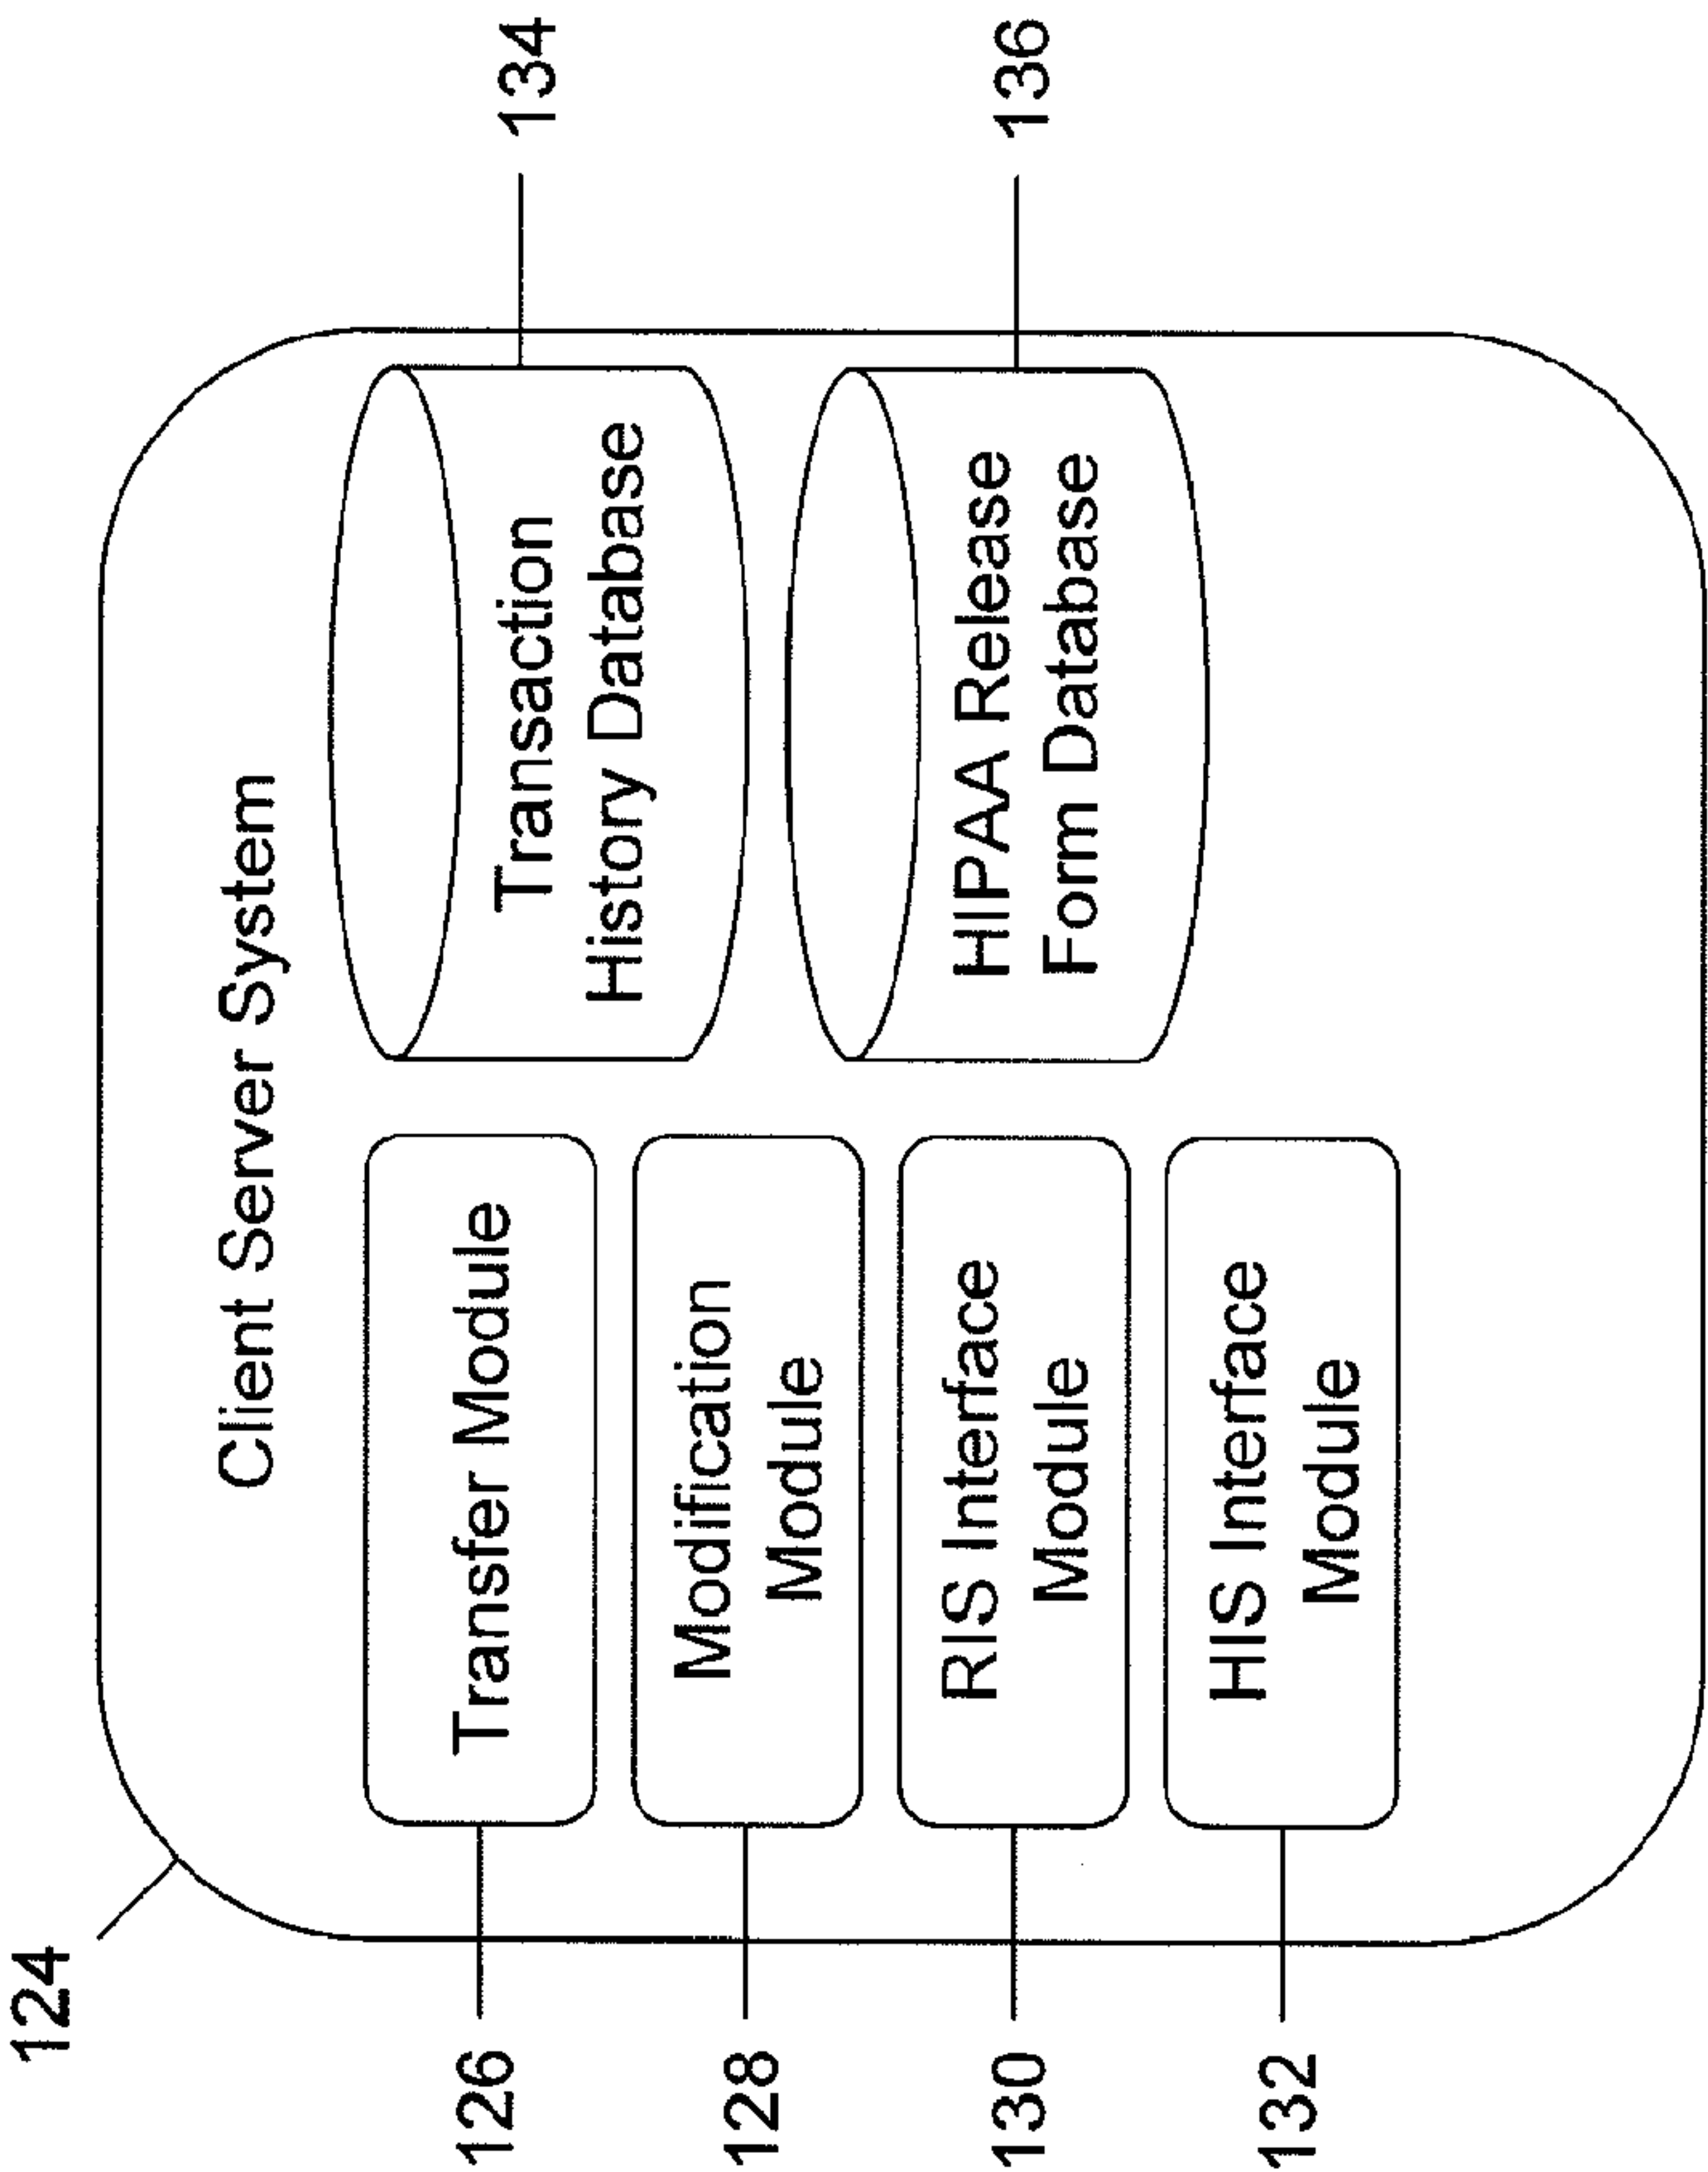 124
Client Server System
126
Transfer Module
128
Modification
Module
130
RIS Interface
Module
132
HIS Interface
Module
Transaction
History Database
134
HIPAA Release
Form Database
136